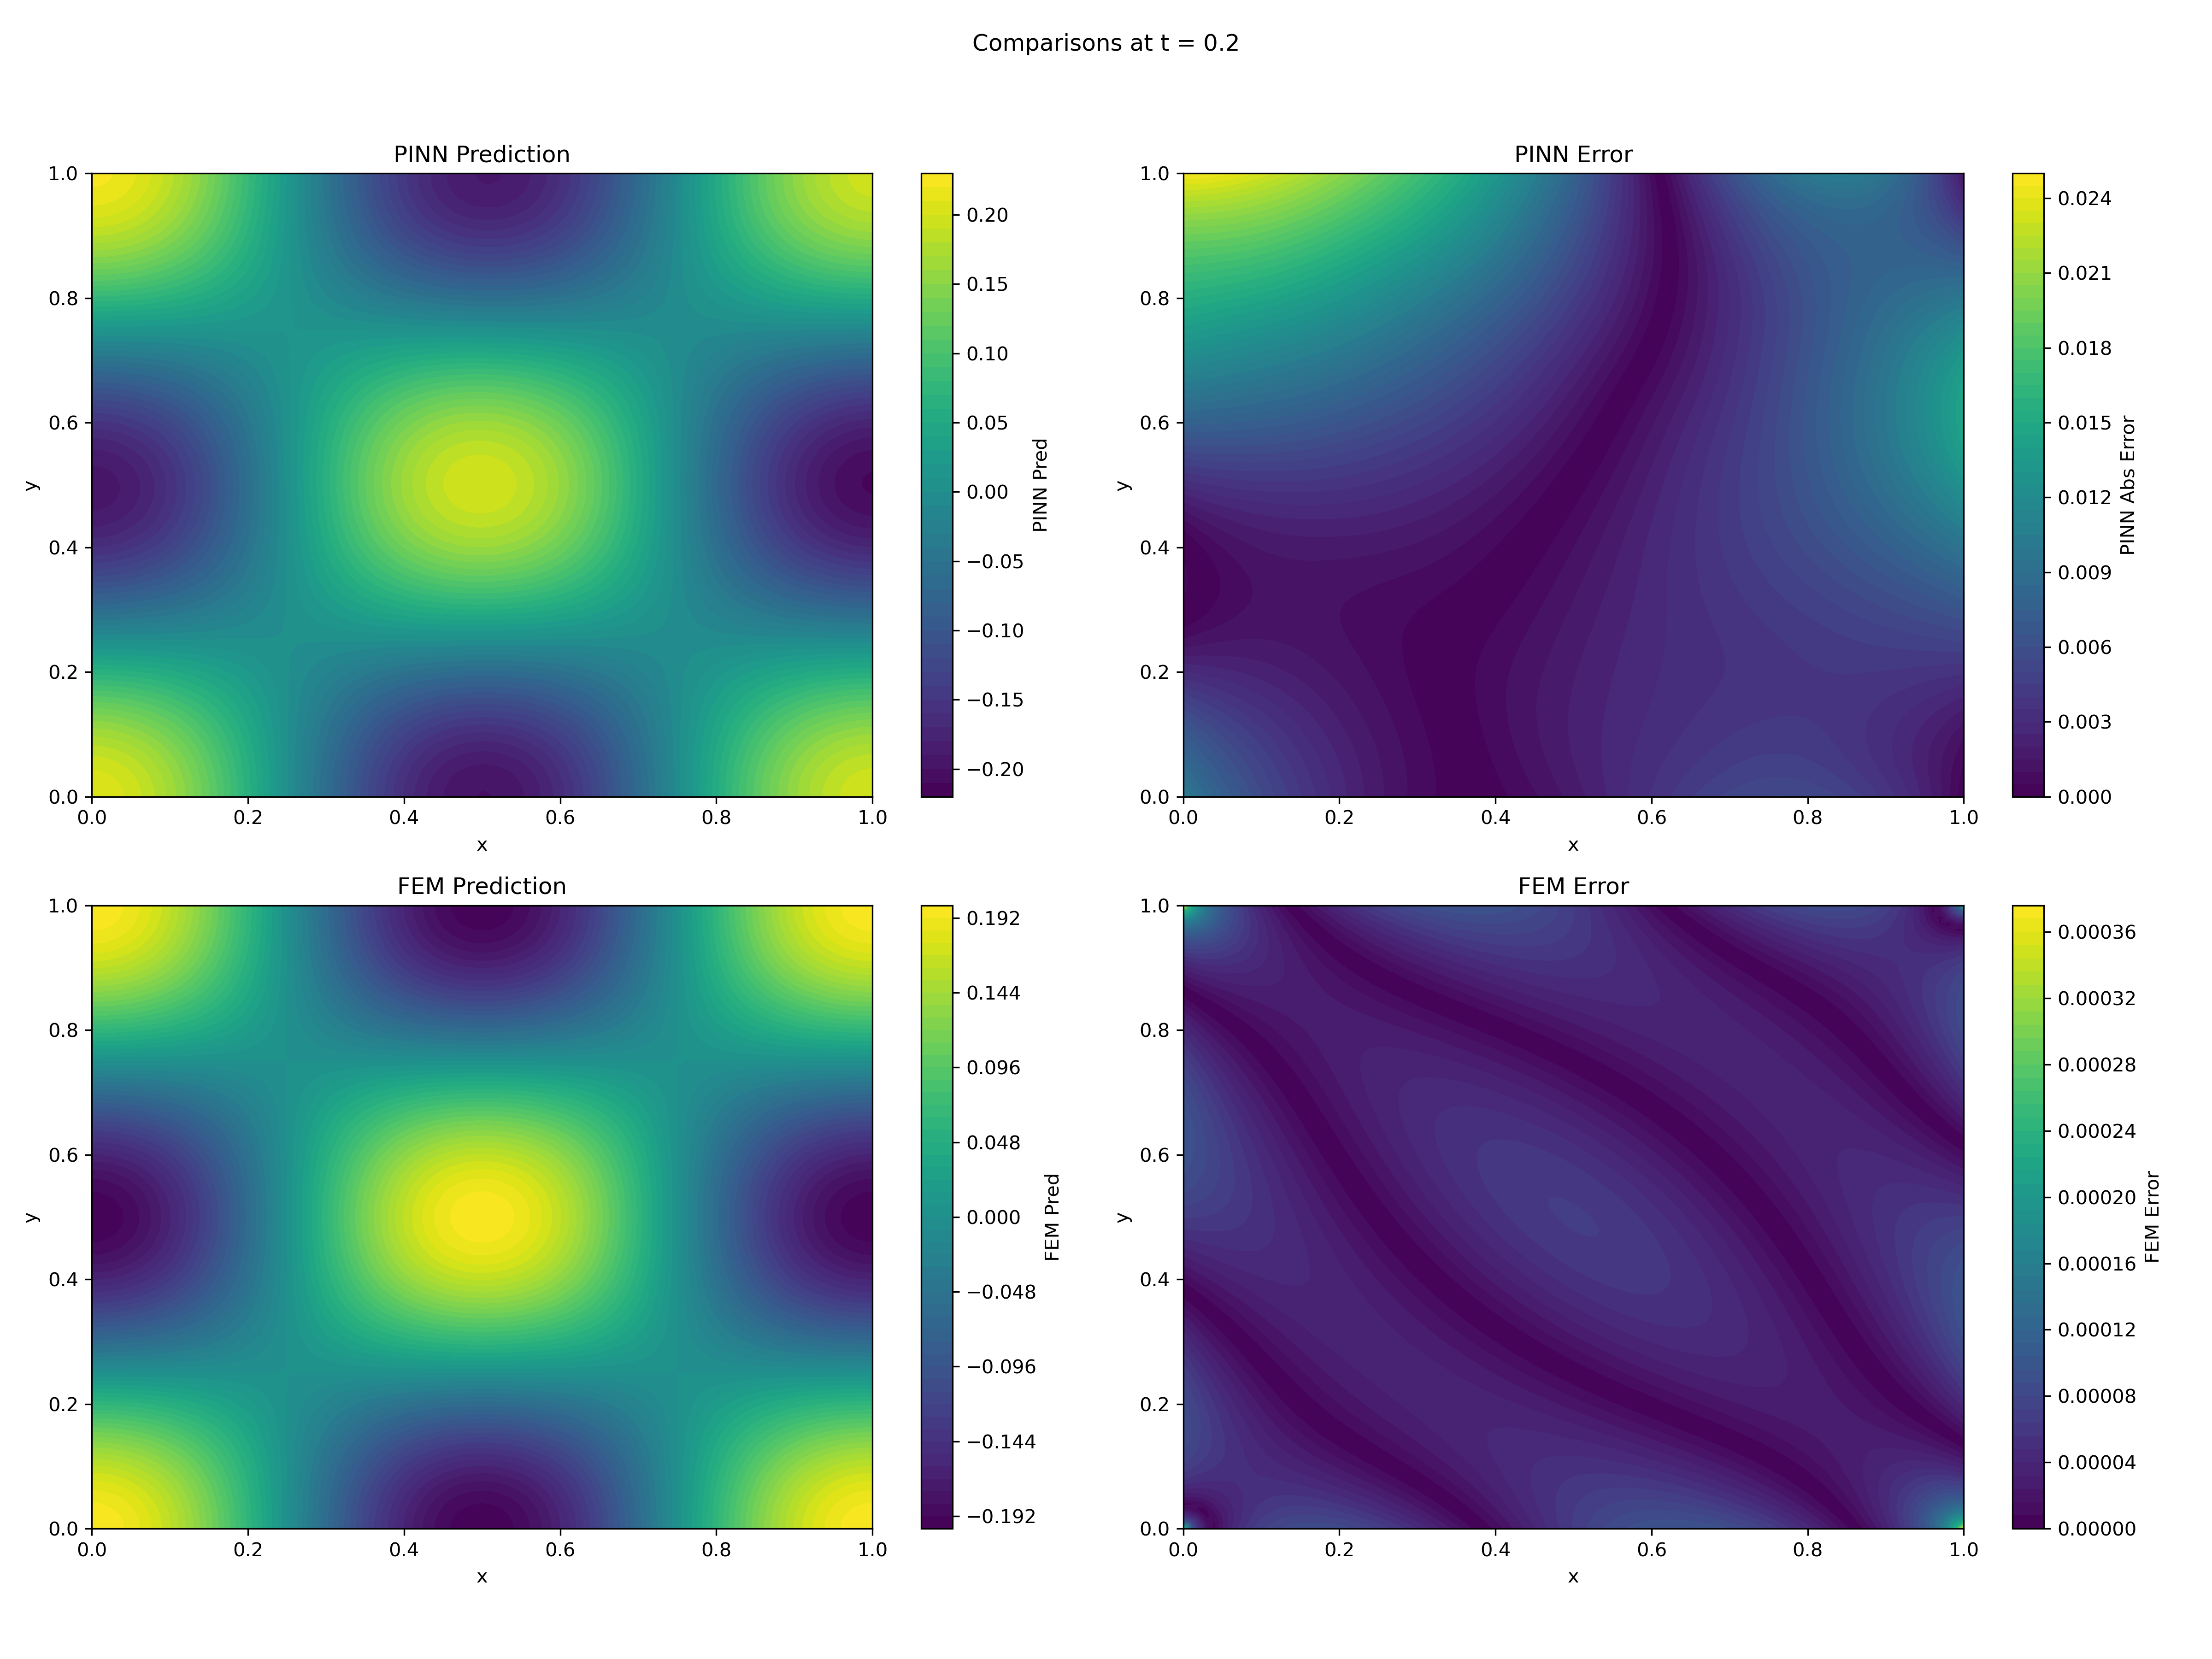 Comparisons at t = 0.2
PINN Prediction
1.0
0.8
0.6
0.4
0.2
0.0
y
0.0 0.2 0.4 0.6 0.8 1.0
x
0.20
0.15
0.10
0.05
0.00
−0.05
−0.10
−0.15
−0.20
PINN Pred
PINN Error
1.0
0.8
0.6
0.4
0.2
0.0
y
0.0 0.2 0.4 0.6 0.8 1.0
x
0.024
0.021
0.018
0.015
0.012
0.009
0.006
0.003
0.000
PINN Abs Error
FEM Prediction
1.0
0.8
0.6
0.4
0.2
0.0
y
0.0 0.2 0.4 0.6 0.8 1.0
x
0.192
0.144
0.096
0.048
0.000
−0.048
−0.096
−0.144
−0.192
FEM Pred
FEM Error
1.0
0.8
0.6
0.4
0.2
0.0
y
0.0 0.2 0.4 0.6 0.8 1.0
x
0.00036
0.00032
0.00028
0.00024
0.00020
0.00016
0.00012
0.00008
0.00004
0.00000
FEM Error